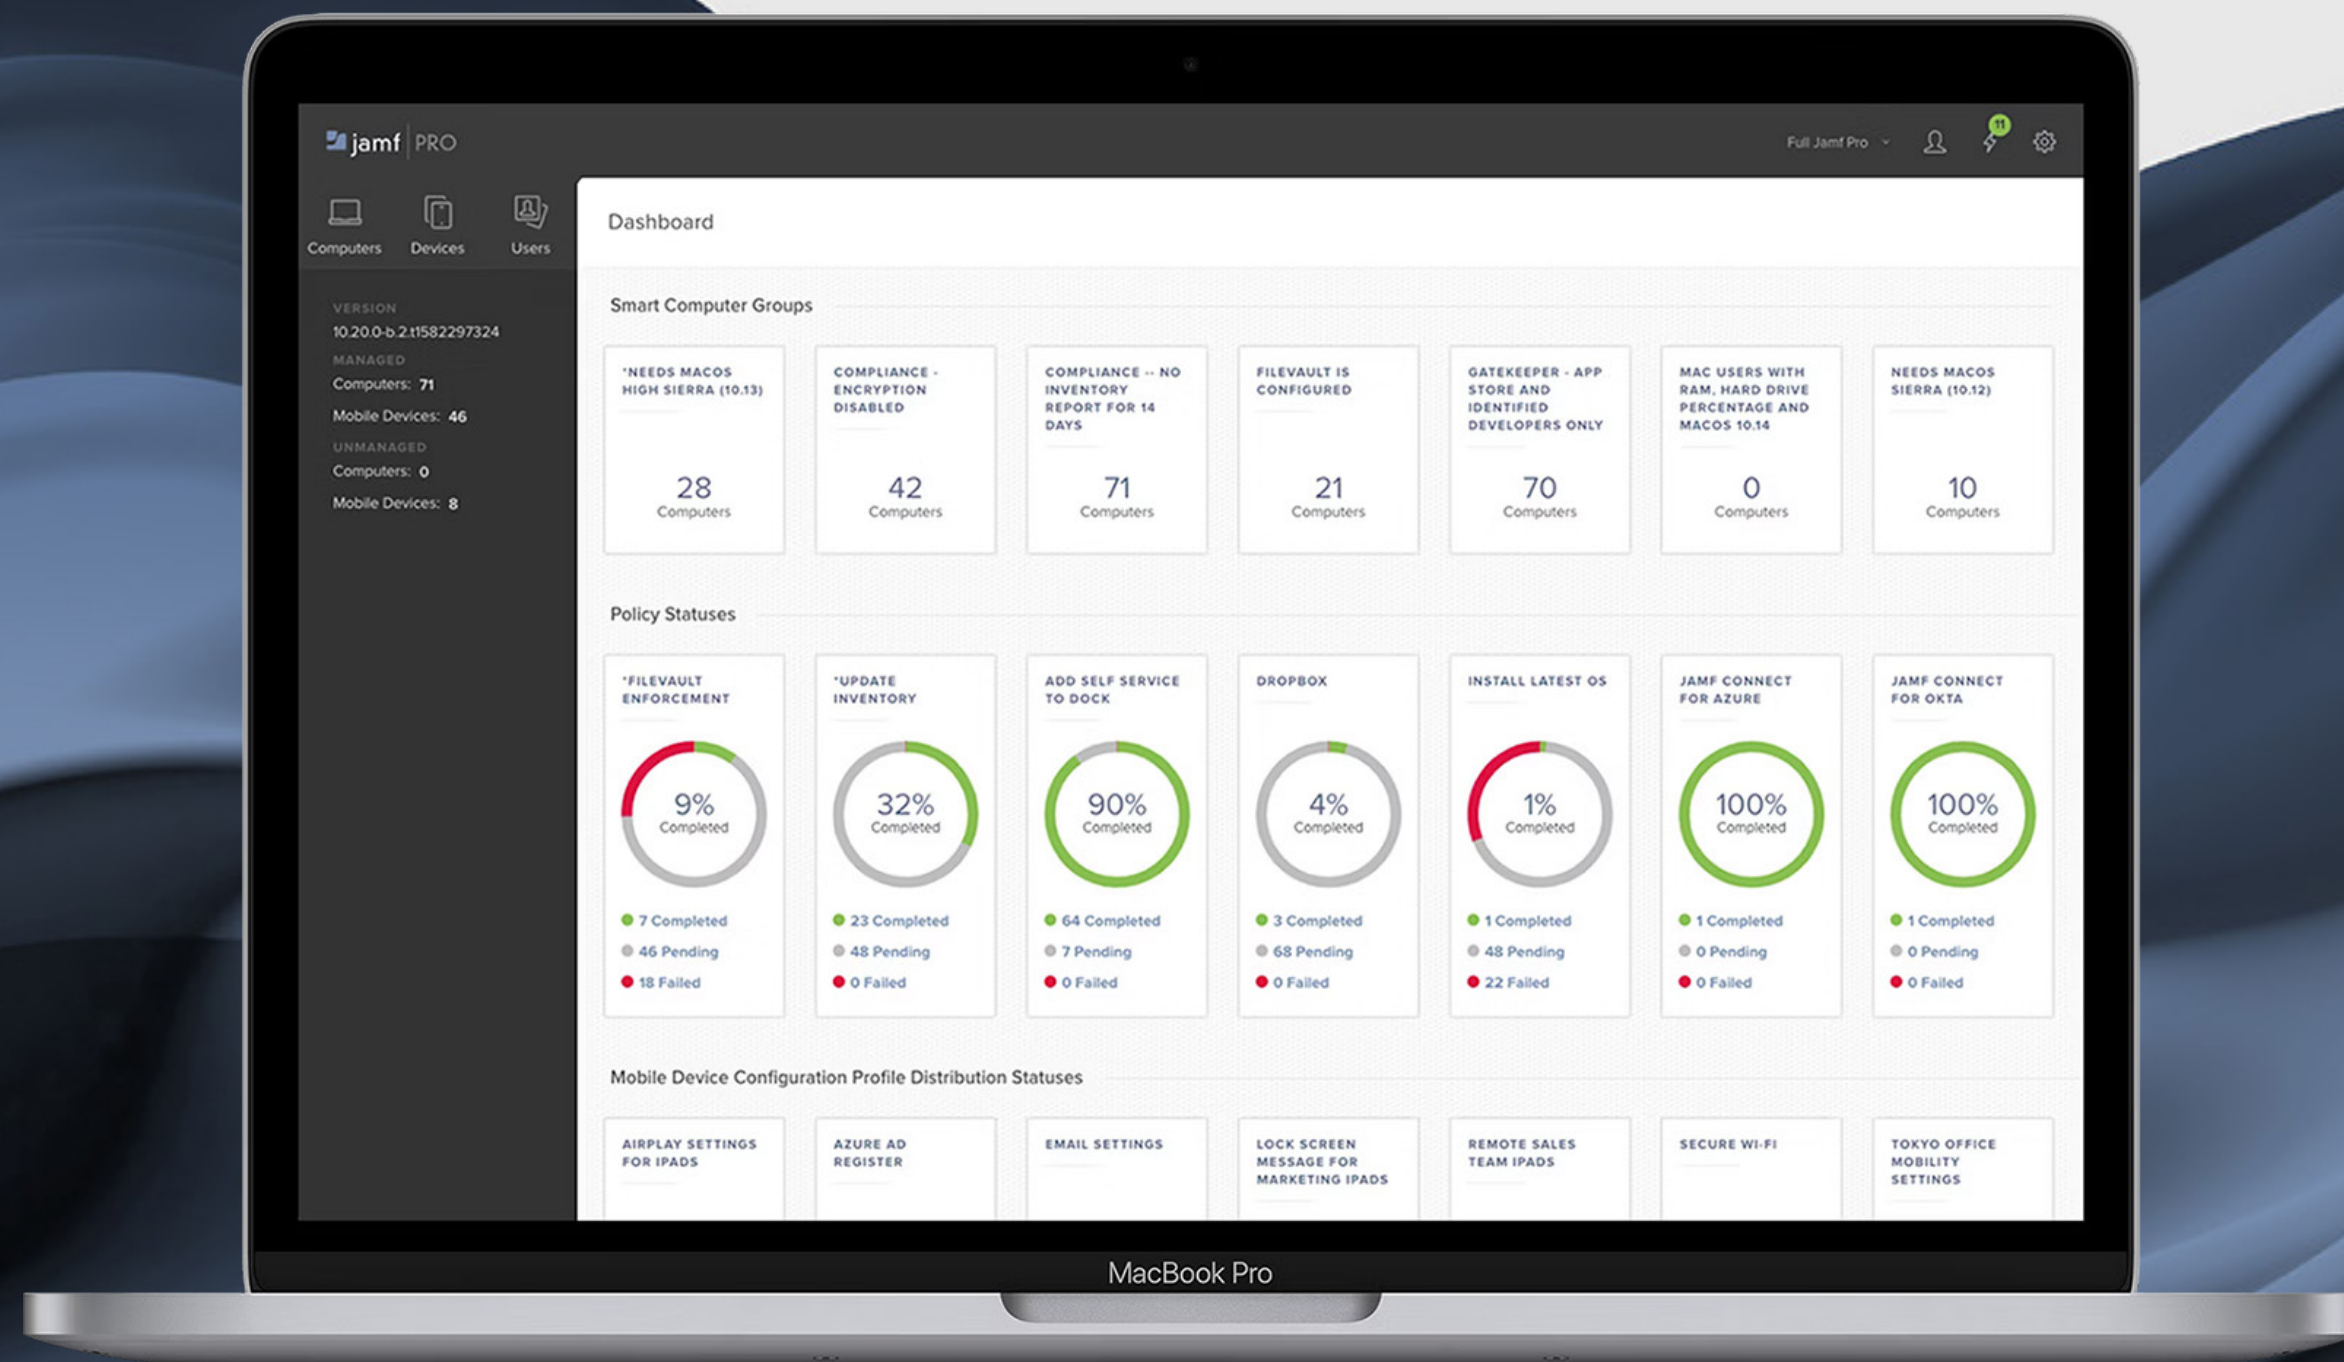 jamf PRO
Full Jamf Pro
11
Computers
Devices
Users
VERSION
10.20.0-b.2.t1582297324
MANAGED
Computers: 71
Mobile Devices: 46
UNMANAGED
Computers: 0
Mobile Devices: 8
Dashboard
Smart Computer Groups
*NEEDS MACOS
HIGH SIERRA (10.13)
28
Computers
COMPLIANCE -
ENCRYPTION
DISABLED
42
Computers
COMPLIANCE -- NO
INVENTORY
REPORT FOR 14
DAYS
71
Computers
FILEVAULT IS
CONFIGURED
21
Computers
GATEKEEPER - APP
STORE AND
IDENTIFIED
DEVELOPERS ONLY
70
Computers
MAC USERS WITH
RAM, HARD DRIVE
PERCENTAGE AND
MACOS 10.14
0
Computers
NEEDS MACOS
SIERRA (10.12)
10
Computers
Policy Statuses
*FILEVAULT
ENFORCEMENT
9%
Completed
7 Completed
46 Pending
18 Failed
*UPDATE
INVENTORY
32%
Completed
23 Completed
48 Pending
0 Failed
ADD SELF SERVICE
TO DOCK
90%
Completed
64 Completed
7 Pending
0 Failed
DROPBOX
4%
Completed
3 Completed
68 Pending
0 Failed
INSTALL LATEST OS
1%
Completed
1 Completed
48 Pending
22 Failed
JAMF CONNECT
FOR AZURE
100%
Completed
1 Completed
0 Pending
0 Failed
JAMF CONNECT
FOR OKTA
100%
Completed
1 Completed
0 Pending
0 Failed
Mobile Device Configuration Profile Distribution Statuses
AIRPLAY SETTINGS
FOR IPADS
AZURE AD
REGISTER
EMAIL SETTINGS
LOCK SCREEN
MESSAGE FOR
MARKETING IPADS
REMOTE SALES
TEAM IPADS
SECURE WI-FI
TOKYO OFFICE
MOBILITY
SETTINGS
MacBook Pro